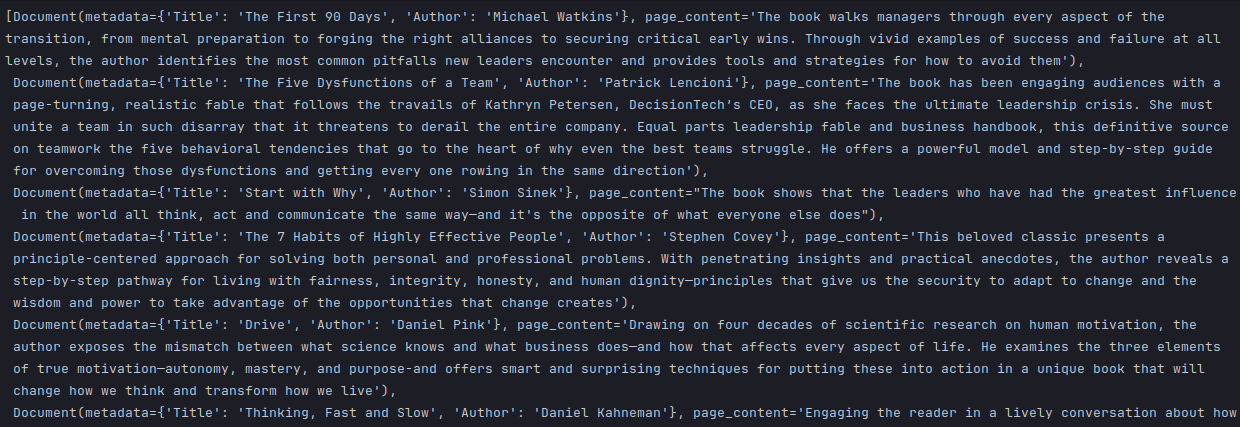 [Document(metadata={'Title': 'The First 90 Days', 'Author': 'Michael Watkins'}, page_content='The book walks managers through every aspect of the
transition, from mental preparation to forging the right alliances to securing critical early wins. Through vivid examples of success and failure at all
levels, the author identifies the most common pitfalls new leaders encounter and provides tools and strategies for how to avoid them'),
Document(metadata={'Title': 'The Five Dysfunctions of a Team', 'Author': 'Patrick Lencioni'}, page_content='The book has been engaging audiences with a
page-turning, realistic fable that follows the travails of Kathryn Petersen, DecisionTech’s CEO, as she faces the ultimate leadership crisis. She must
unite a team in such disarray that it threatens to derail the entire company. Equal parts leadership fable and business handbook, this definitive source
on teamwork the five behavioral tendencies that go to the heart of why even the best teams struggle. He offers a powerful model and step-by-step guide
for overcoming those dysfunctions and getting every one rowing in the same direction'),
Document(metadata={'Title': 'Start with Why', 'Author': 'Simon Sinek'}, page_content="The book shows that the leaders who have had the greatest influence
in the world all think, act and communicate the same way—and it's the opposite of what everyone else does"),
Document(metadata={'Title': 'The 7 Habits of Highly Effective People', 'Author': 'Stephen Covey'}, page_content='This beloved classic presents a
principle-centered approach for solving both personal and professional problems. With penetrating insights and practical anecdotes, the author reveals a
step-by-step pathway for living with fairness, integrity, honesty, and human dignity—principles that give us the security to adapt to change and the
wisdom and power to take advantage of the opportunities that change creates'),
Document(metadata={'Title': 'Drive', 'Author': 'Daniel Pink'}, page_content='Drawing on four decades of scientific research on human motivation, the
author exposes the mismatch between what science knows and what business does—and how that affects every aspect of life. He examines the three elements
of true motivation—autonomy, mastery, and purpose-and offers smart and surprising techniques for putting these into action in a unique book that will
change how we think and transform how we live'),
Document(metadata={'Title': 'Thinking, Fast and Slow', 'Author': 'Daniel Kahneman'}, page_content='Engaging the reader in a lively conversation about how